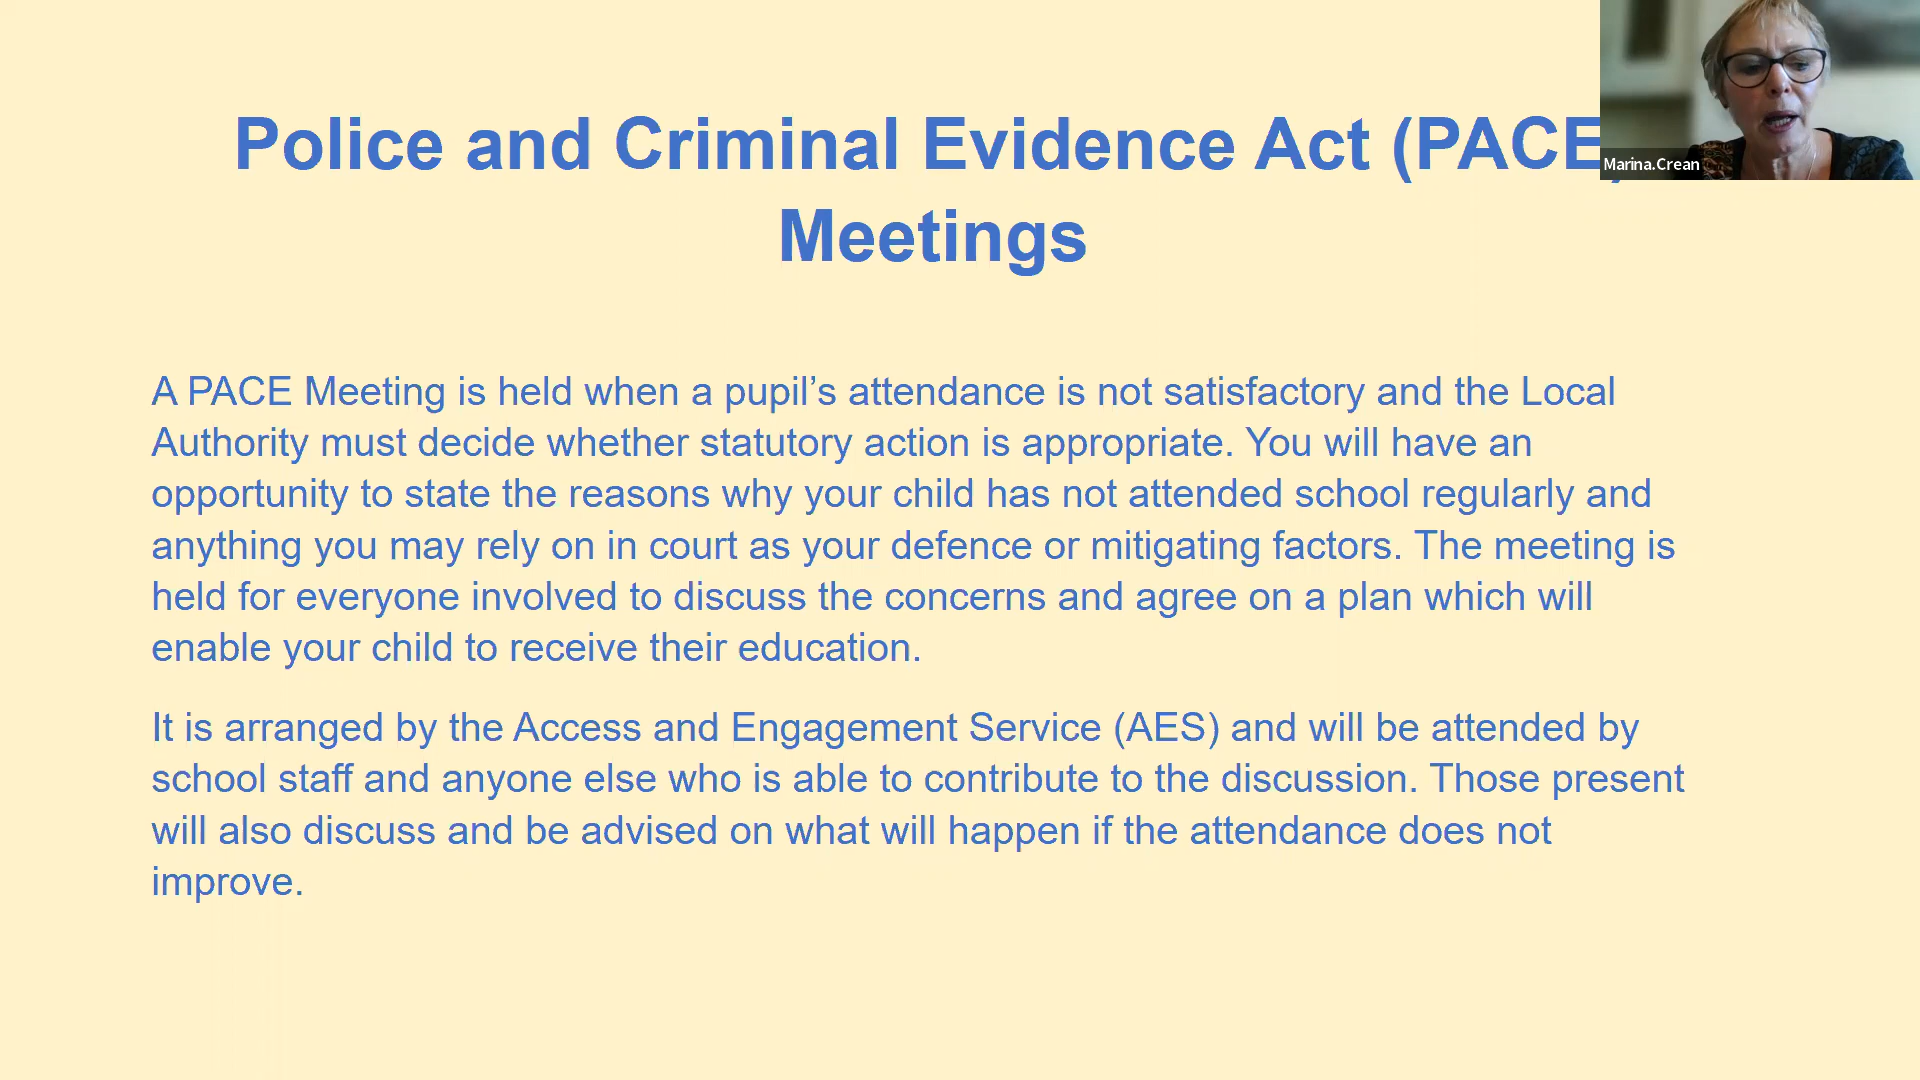 Police and Criminal Evidence Act (PACE)
Meetings
Marina.Crean
A PACE Meeting is held when a pupil’s attendance is not satisfactory and the Local
Authority must decide whether statutory action is appropriate. You will have an
opportunity to state the reasons why your child has not attended school regularly and
anything you may rely on in court as your defence or mitigating factors. The meeting is
held for everyone involved to discuss the concerns and agree on a plan which will
enable your child to receive their education.
It is arranged by the Access and Engagement Service (AES) and will be attended by
school staff and anyone else who is able to contribute to the discussion. Those present
will also discuss and be advised on what will happen if the attendance does not
improve.